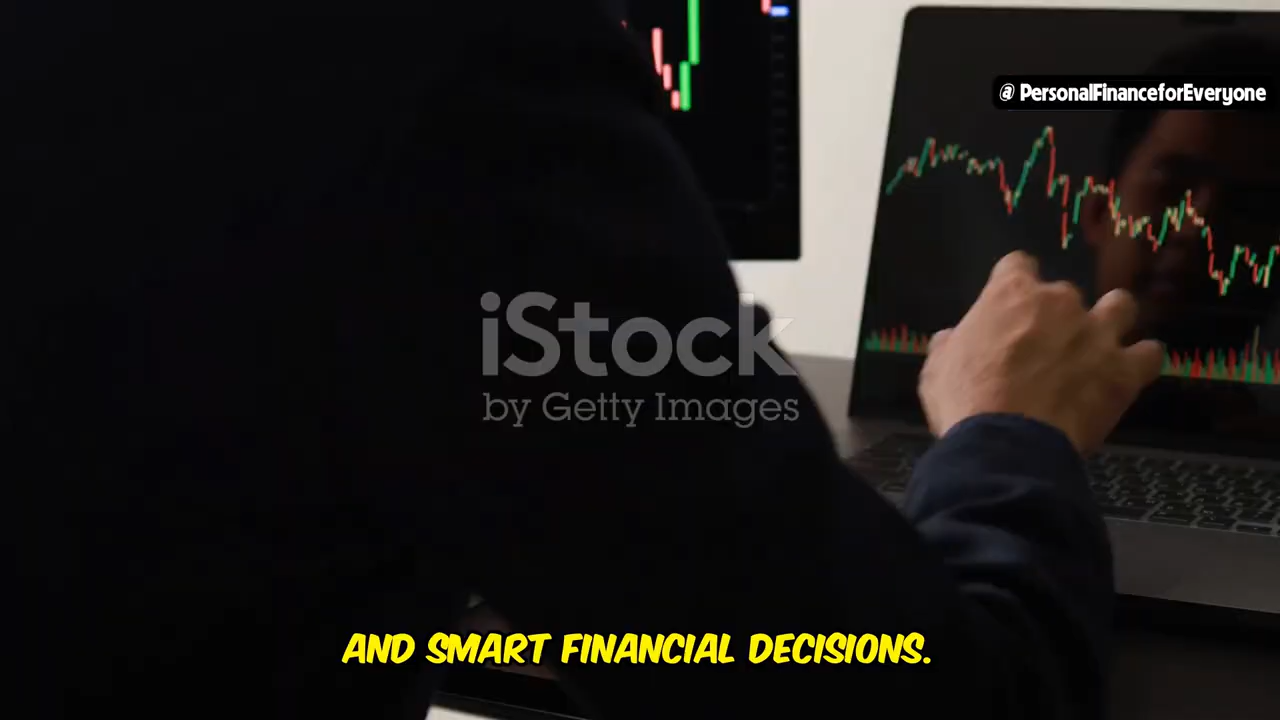 @ PersonalFinanceforEveryone
iStock
by Getty Images
AND SMART FINANCIAL DECISIONS.